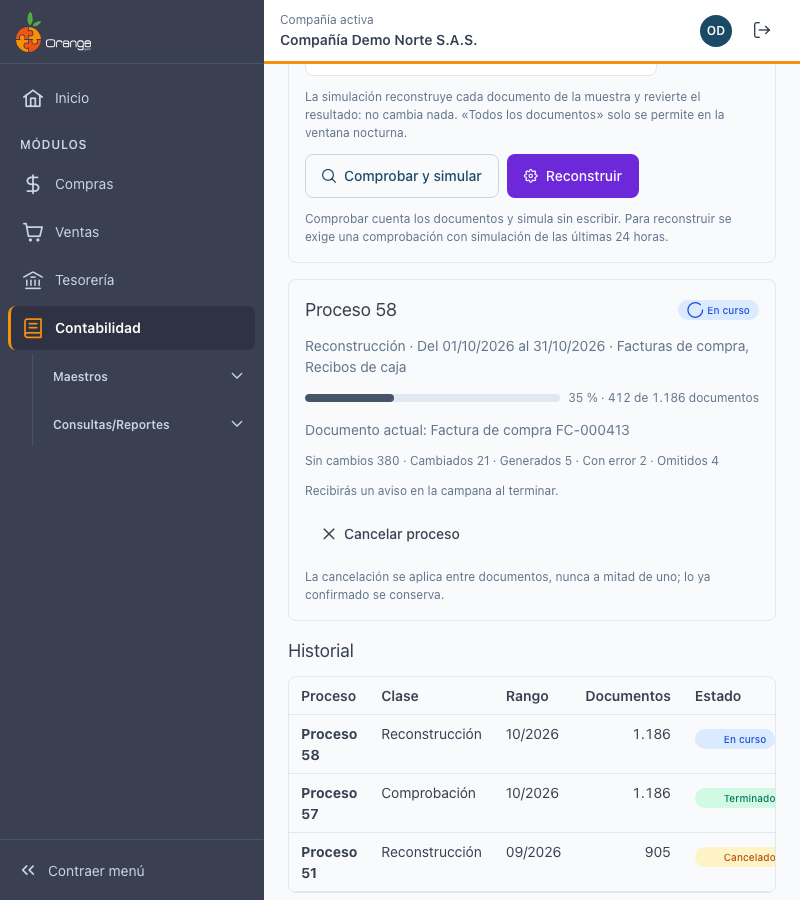 Orange
Inicio
MÓDULOS
Compras
Ventas
Tesorería
Contabilidad
Maestros
Consultas/Reportes
Contraer menú
Compañía activa
Compañía Demo Norte S.A.S.
OD
La simulación reconstruye cada documento de la muestra y revierte el
resultado: no cambia nada. «Todos los documentos» solo se permite en la
ventana nocturna.
Comprobar y simular
Reconstruir
Comprobar cuenta los documentos y simula sin escribir. Para reconstruir se
exige una comprobación con simulación de las últimas 24 horas.
Proceso 58
En curso
Reconstrucción · Del 01/10/2026 al 31/10/2026 · Facturas de compra,
Recibos de caja
35 % · 412 de 1.186 documentos
Documento actual: Factura de compra FC-000413
Sin cambios 380 · Cambiados 21 · Generados 5 · Con error 2 · Omitidos 4
Recibirás un aviso en la campana al terminar.
Cancelar proceso
La cancelación se aplica entre documentos, nunca a mitad de uno; lo ya
confirmado se conserva.
Historial
Proceso Clase Rango Documentos Estado
Proceso 58 Reconstrucción 10/2026 1.186 En curso
Proceso 57 Comprobación 10/2026 1.186 Terminado
Proceso 51 Reconstrucción 09/2026 905 Cancelado